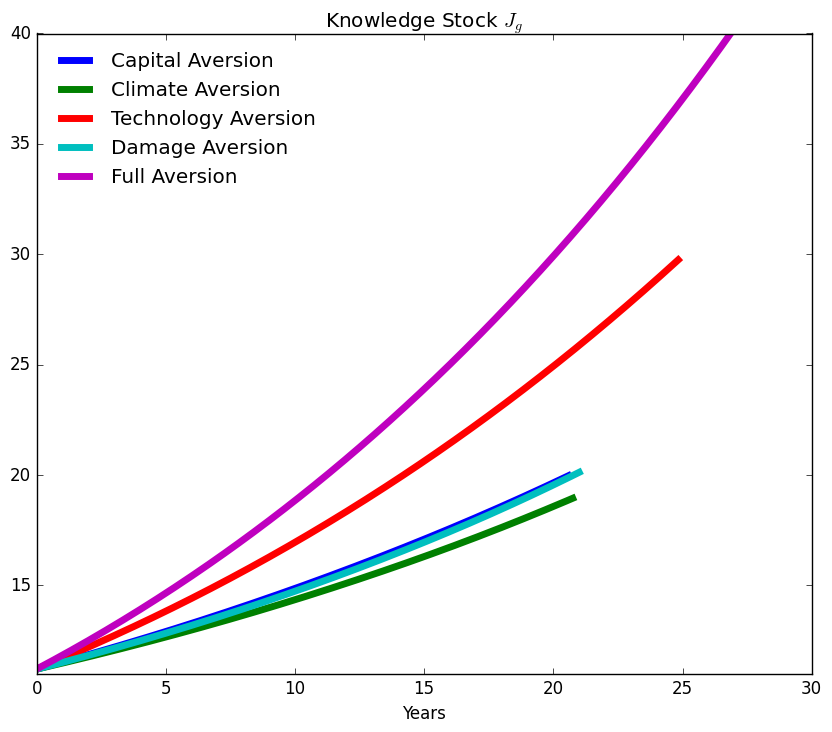 Knowledge Stock J_g
40
35
30
25
20
15
Capital Aversion
Climate Aversion
Technology Aversion
Damage Aversion
Full Aversion
0 5 10 15 20 25 30
Years